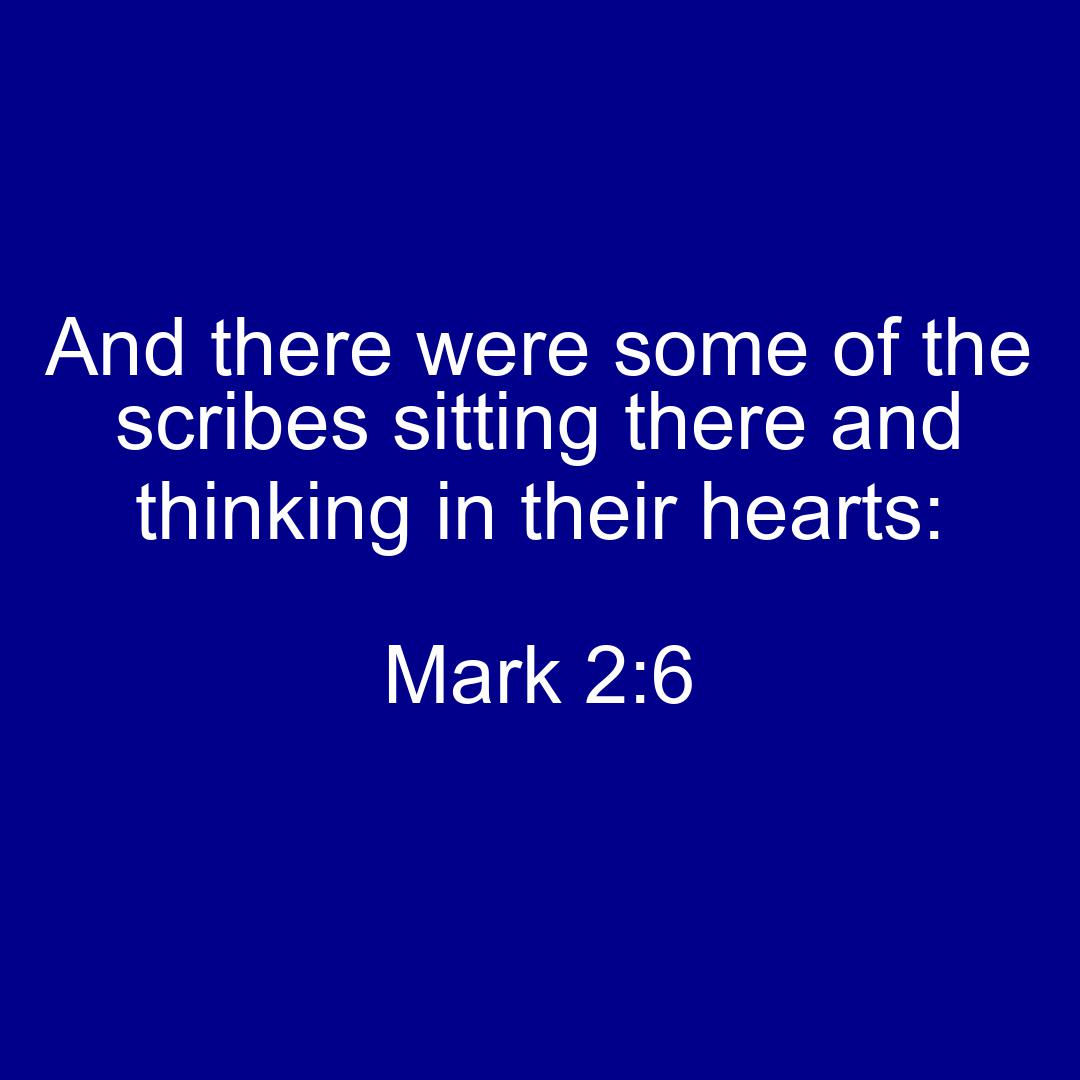 And there were some of the
scribes sitting there and
thinking in their hearts:
Mark 2:6